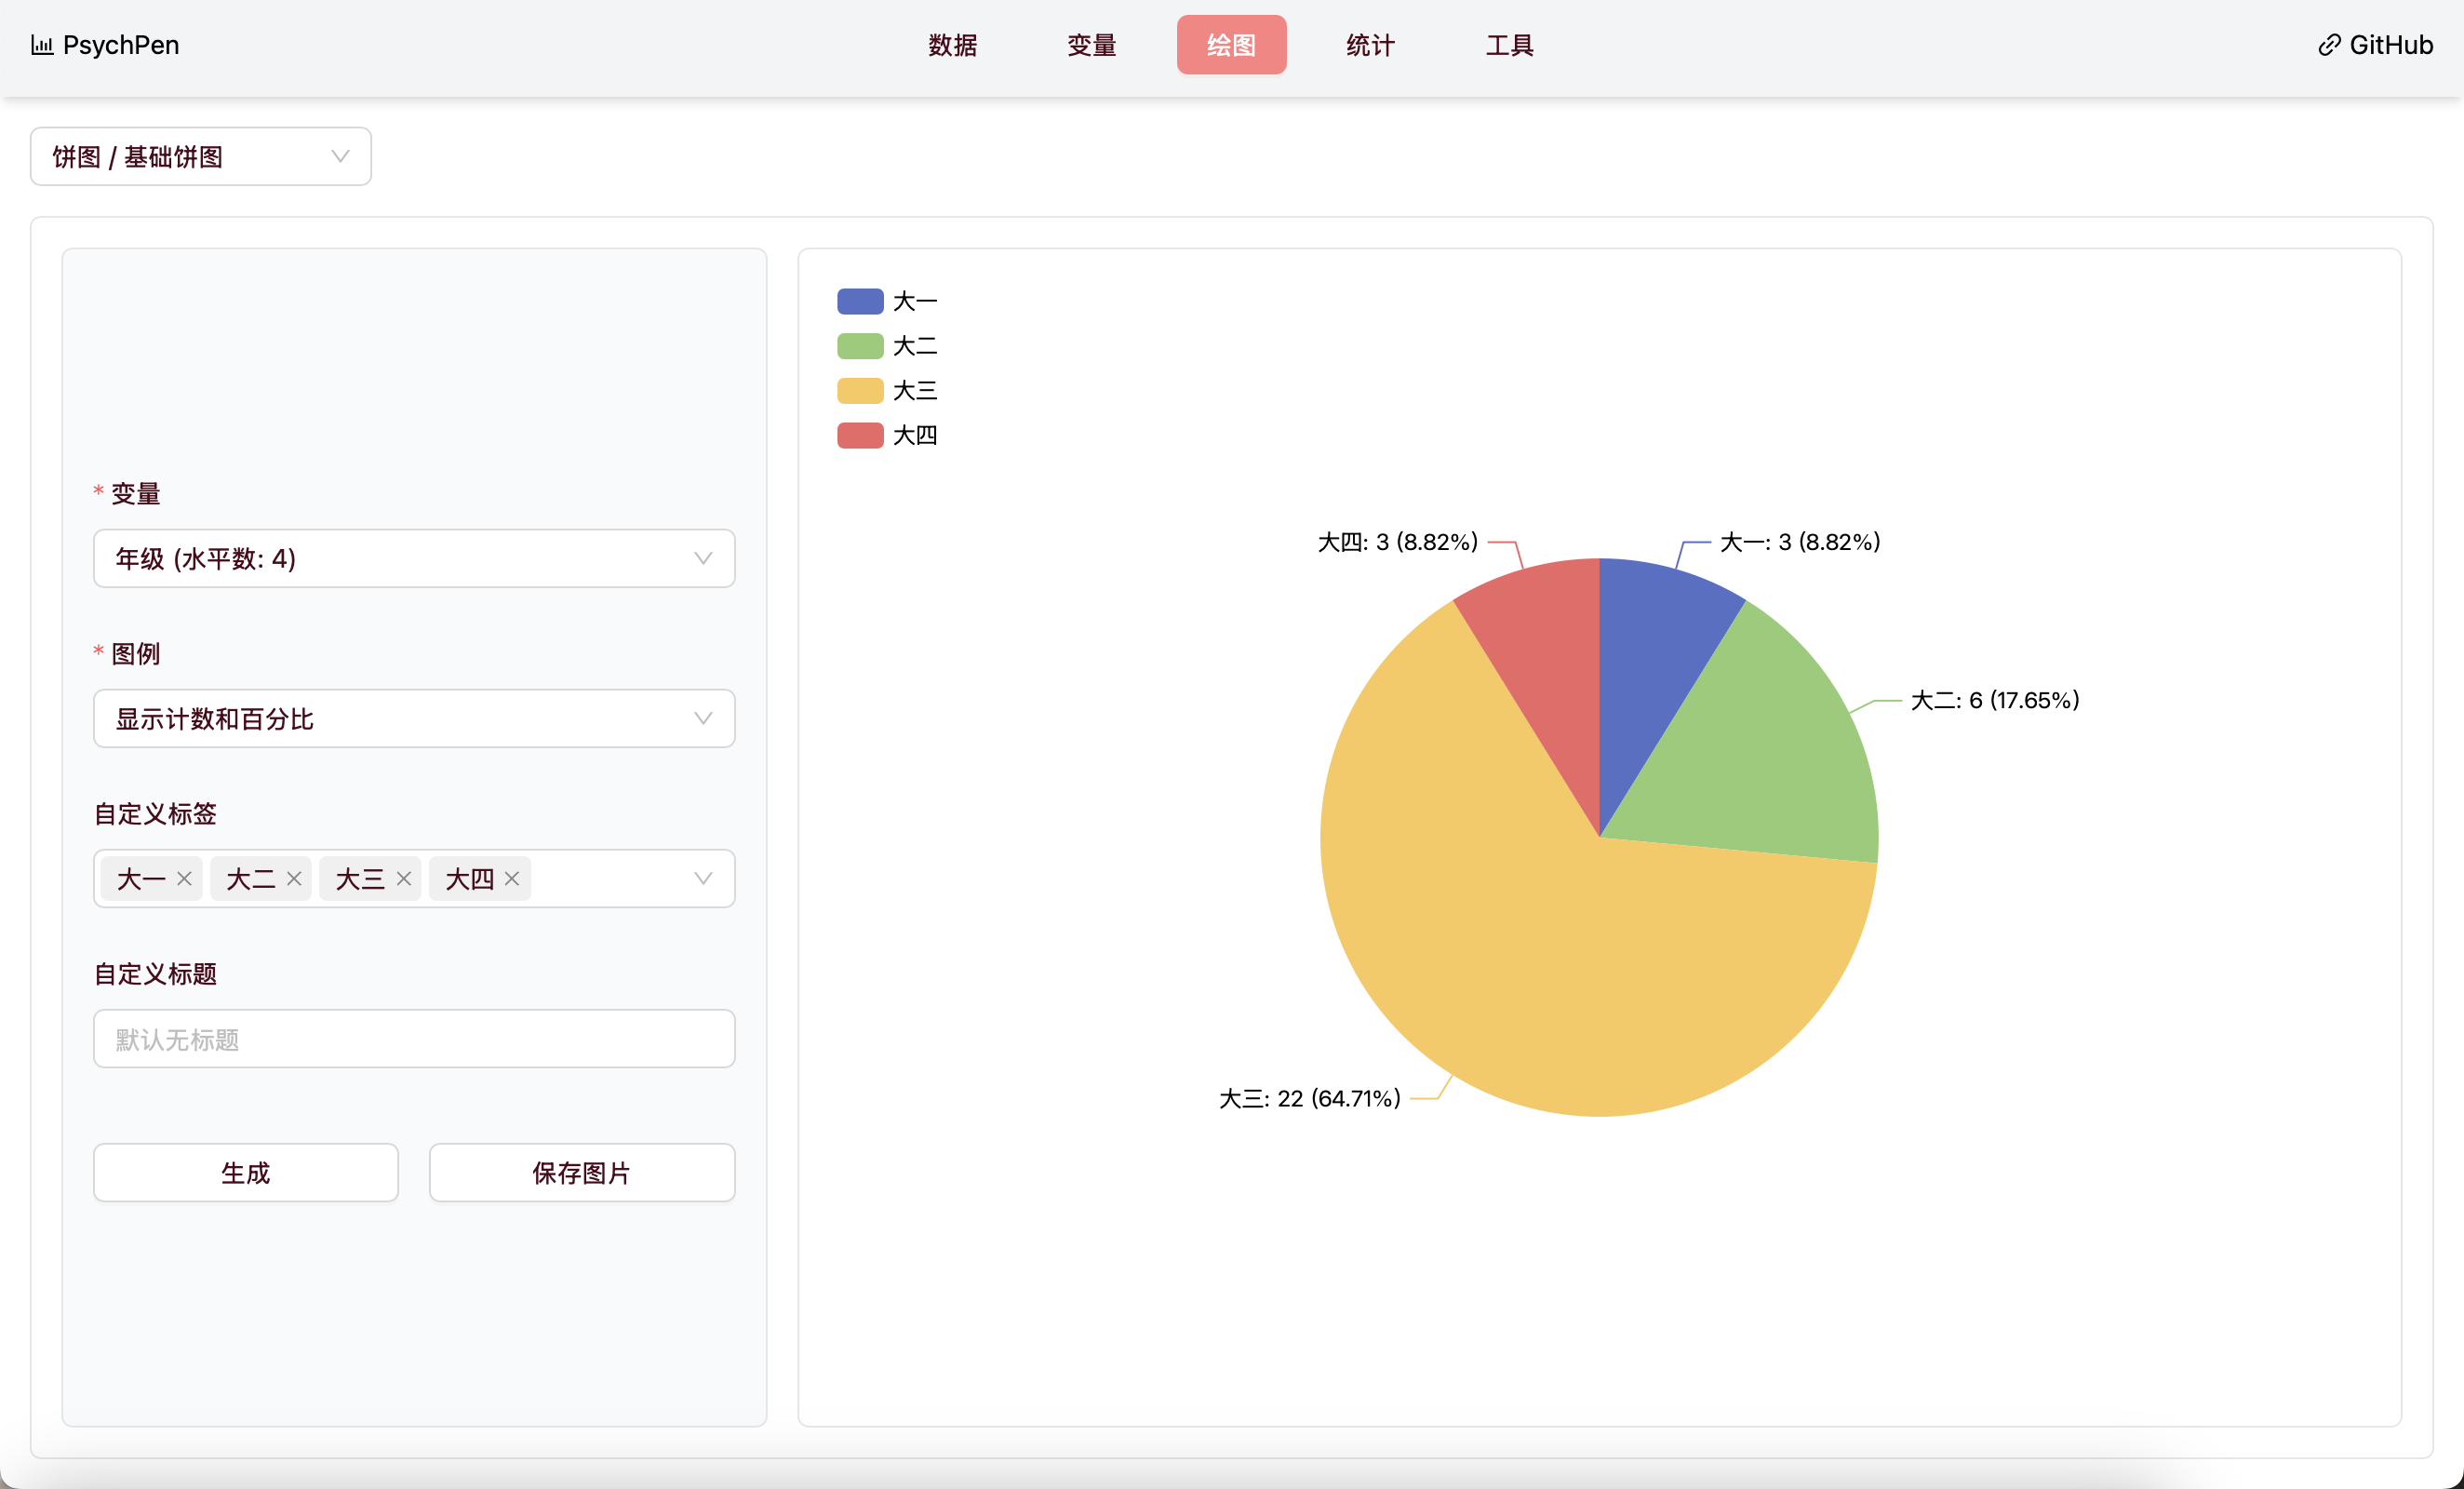 PsychPen
数据 变量 绘图 统计 工具
GitHub
饼图 / 基础饼图
* 变量
年级 (水平数: 4)
* 图例
显示计数和百分比
自定义标签
大一 大二 大三 大四
自定义标题
默认无标题
生成 保存图片
大一
大二
大三
大四
大四: 3 (8.82%) 大一: 3 (8.82%)
大二: 6 (17.65%)
大三: 22 (64.71%)